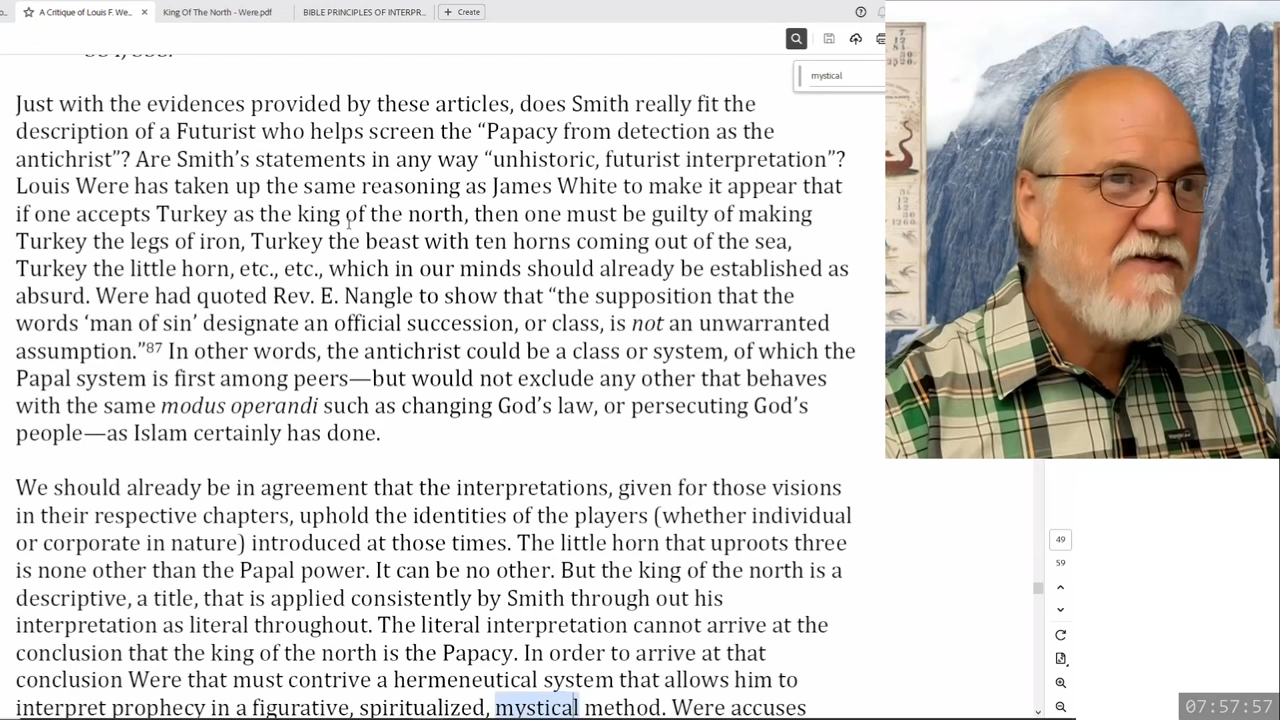 A Critique of Louis F. We...
King Of The North - Were.pdf
BIBLE PRINCIPLES OF INTERPR...
Create
mystical
Just with the evidences provided by these articles, does Smith really fit the
description of a Futurist who helps screen the “Papacy from detection as the
antichrist”? Are Smith’s statements in any way “unhistoric, futurist interpretation”?
Louis Were has taken up the same reasoning as James White to make it appear that
if one accepts Turkey as the king of the north, then one must be guilty of making
Turkey the legs of iron, Turkey the beast with ten horns coming out of the sea,
Turkey the little horn, etc., etc., which in our minds should already be established as
absurd. Were had quoted Rev. E. Nangle to show that “the supposition that the
words ‘man of sin’ designate an official succession, or class, is not an unwarranted
assumption.”87 In other words, the antichrist could be a class or system, of which the
Papal system is first among peers—but would not exclude any other that behaves
with the same modus operandi such as changing God’s law, or persecuting God’s
people—as Islam certainly has done.
We should already be in agreement that the interpretations, given for those visions
in their respective chapters, uphold the identities of the players (whether individual
or corporate in nature) introduced at those times. The little horn that uproots three
is none other than the Papal power. It can be no other. But the king of the north is a
descriptive, a title, that is applied consistently by Smith through out his
interpretation as literal throughout. The literal interpretation cannot arrive at the
conclusion that the king of the north is the Papacy. In order to arrive at that
conclusion Were that must contrive a hermeneutical system that allows him to
interpret prophecy in a figurative, spiritualized, mystical method. Were accuses
49
59
07:57:57